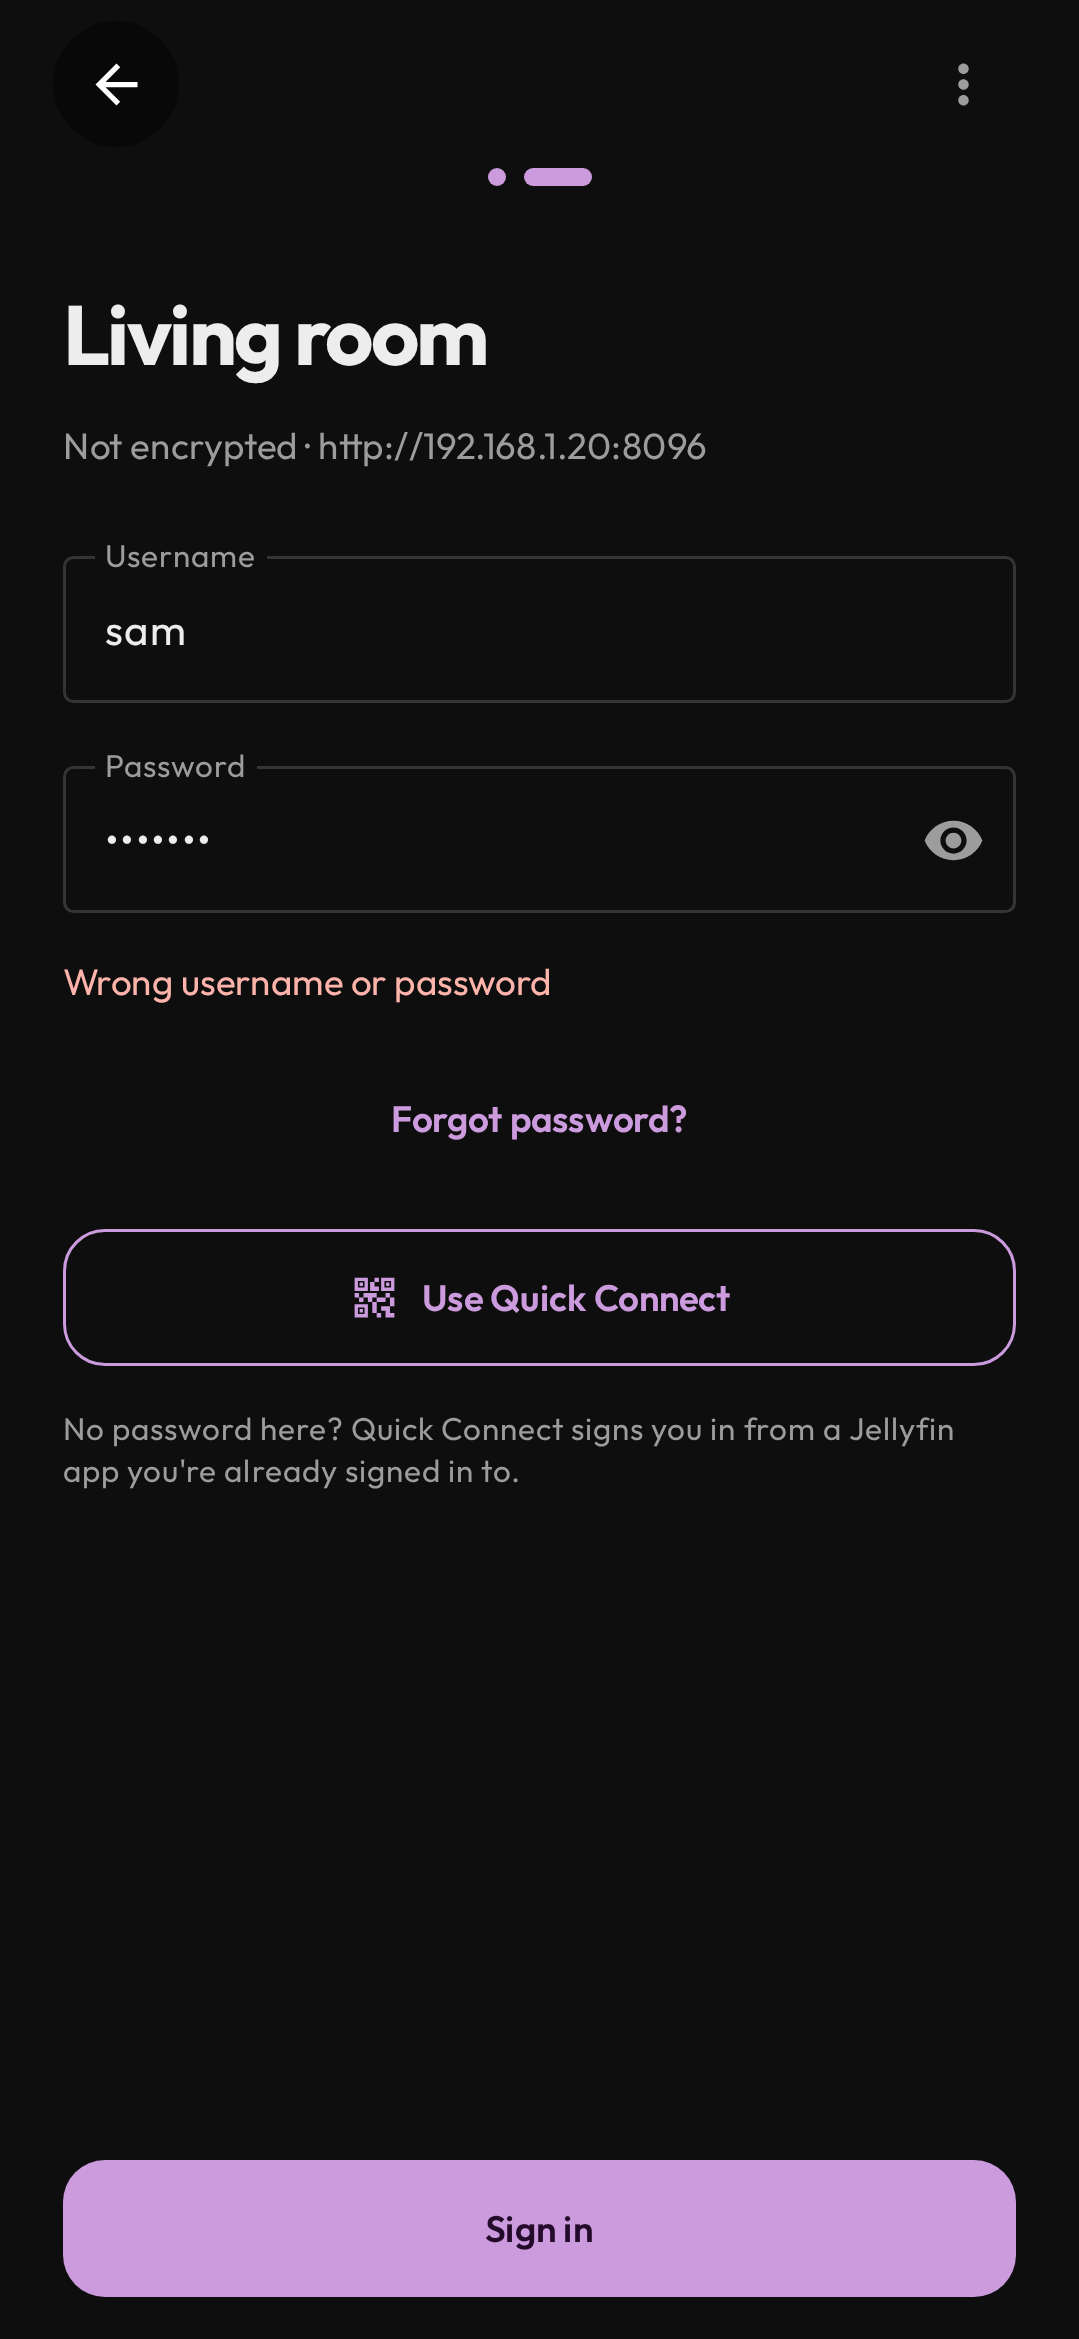 Living room
Not encrypted · http://192.168.1.20:8096
Username
sam
Password
•••••••
Wrong username or password
Forgot password?
Use Quick Connect
No password here? Quick Connect signs you in from a Jellyfin
app you're already signed in to.
Sign in